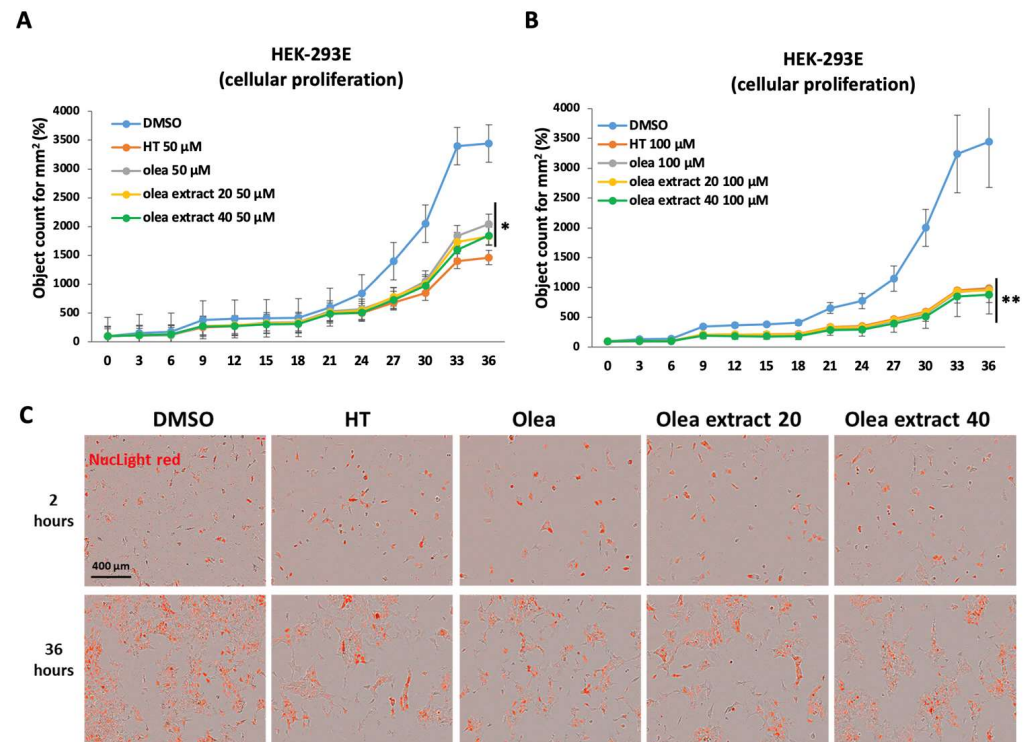 A
HEK-293E
(cellular proliferation)
Object count for mm² (%)
4000
3500
3000
2500
2000
1500
1000
500
0
DMSO
HT 50 μM
olea 50 μM
olea extract 20 50 μM
olea extract 40 50 μM
*
0 3 6 9 12 15 18 21 24 27 30 33 36
B
HEK-293E
(cellular proliferation)
Object count for mm² (%)
4000
3500
3000
2500
2000
1500
1000
500
0
DMSO
HT 100 μM
olea 100 μM
olea extract 20 100 μM
olea extract 40 100 μM
**
0 3 6 9 12 15 18 21 24 27 30 33 36
C
DMSO HT Olea Olea extract 20 Olea extract 40
NucLight red
2
hours
400 μm
36
hours